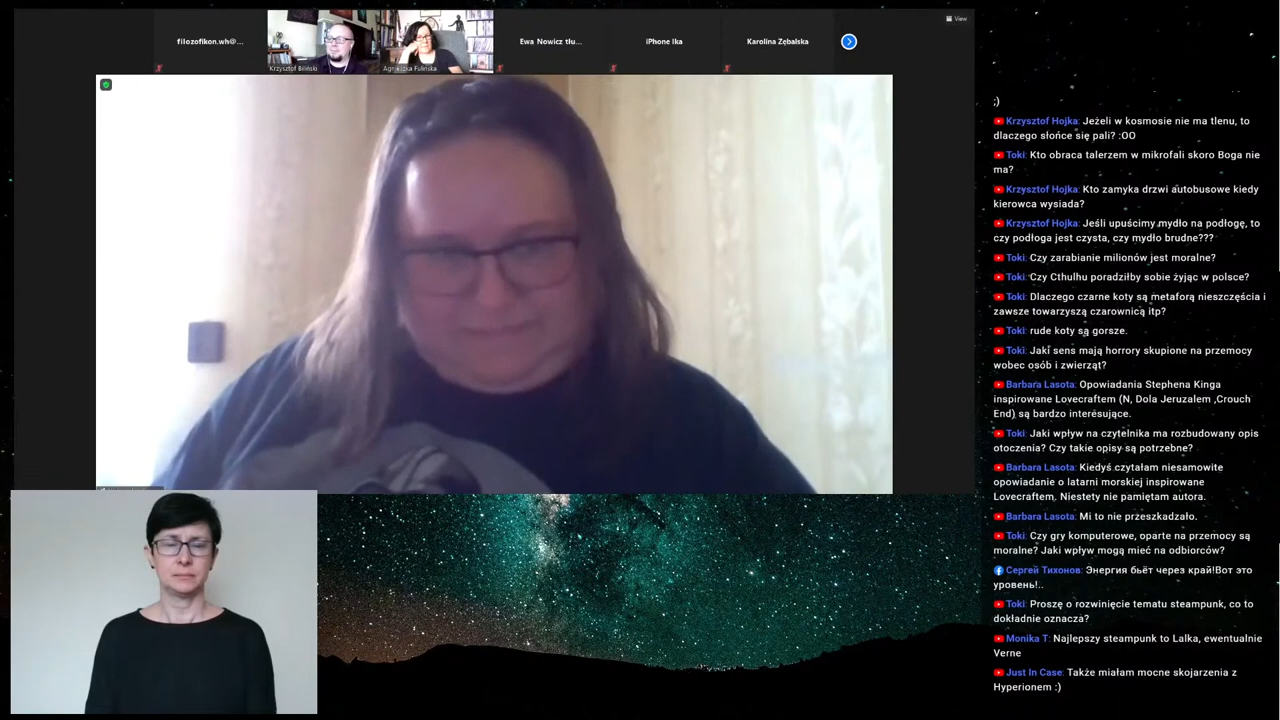 View
filozofikon.wh@...
Ewa Nowicz tłu...
iPhone Ika
Karolina Zębalska
Krzysztof Biliński
Agnieszka Fulińska
;)
Krzysztof Hojka: Jeżeli w kosmosie nie ma tlenu, to
dlaczego słońce się pali? :OO
Toki: Kto obraca talerzem w mikrofali skoro Boga nie
ma?
Krzysztof Hojka: Kto zamyka drzwi autobusowe kiedy
kierowca wysiada?
Krzysztof Hojka: Jeśli upuścimy mydło na podłogę, to
czy podłoga jest czysta, czy mydło brudne???
Toki: Czy zarabianie milionów jest moralne?
Toki: Czy Cthulhu poradziłby sobie żyjąc w polsce?
Toki: Dlaczego czarne koty są metaforą nieszczęścia i
zawsze towarzyszą czarownicą itp?
Toki: rude koty są gorsze.
Toki: Jaki sens mają horrory skupione na przemocy
wobec osób i zwierząt?
Barbara Lasota: Opowiadania Stephena Kinga
inspirowane Lovecraftem (N, Dola Jeruzalem ,Crouch
End) są bardzo interesujące.
Toki: Jaki wpływ na czytelnika ma rozbudowany opis
otoczenia? Czy takie opisy są potrzebne?
Barbara Lasota: Kiedyś czytałam niesamowite
opowiadanie o latarni morskiej inspirowane
Lovecraftem. Niestety nie pamiętam autora.
Barbara Lasota: Mi to nie przeszkadzało.
Toki: Czy gry komputerowe, oparte na przemocy są
moralne? Jaki wpływ mogą mieć na odbiorców?
Сергей Тихонов: Энергия бьёт через край!Вот это
уровень!..
Toki: Proszę o rozwinięcie tematu steampunk, co to
dokładnie oznacza?
Monika T: Najlepszy steampunk to Lalka, ewentualnie
Verne
Just In Case: Także miałam mocne skojarzenia z
Hyperionem :)